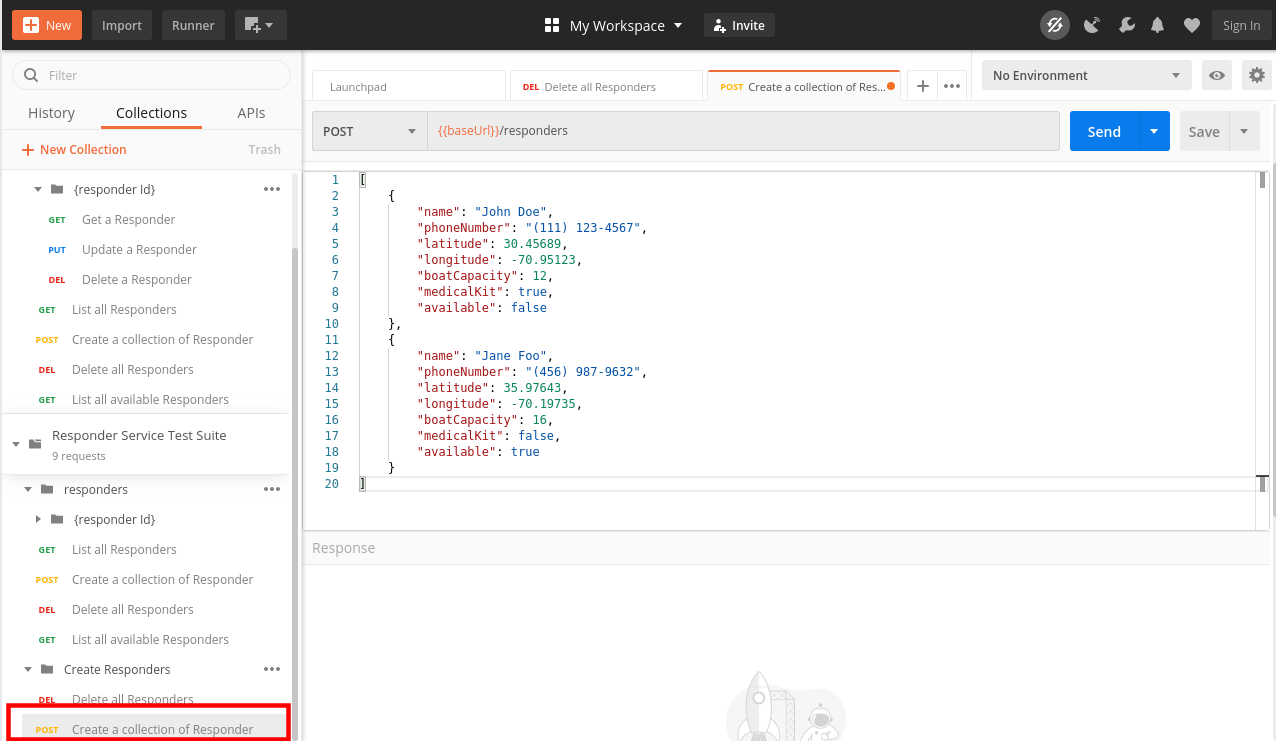 New
Import
Runner
My Workspace
Invite
Sign In
Filter
History
Collections
APIs
New Collection
Trash
{responder Id}
GET Get a Responder
PUT Update a Responder
DEL Delete a Responder
GET List all Responders
POST Create a collection of Responder
DEL Delete all Responders
GET List all available Responders
Responder Service Test Suite
9 requests
responders
{responder Id}
GET List all Responders
POST Create a collection of Responder
DEL Delete all Responders
GET List all available Responders
Create Responders
DEL Delete all Responders
POST Create a collection of Responder
Launchpad
DEL Delete all Responders
POST Create a collection of Res...
No Environment
POST
{{baseUrl}}/responders
Send
Save
1 [
2 {
3 "name": "John Doe",
4 "phoneNumber": "(111) 123-4567",
5 "latitude": 30.45689,
6 "longitude": -70.95123,
7 "boatCapacity": 12,
8 "medicalKit": true,
9 "available": false
10 },
11 {
12 "name": "Jane Foo",
13 "phoneNumber": "(456) 987-9632",
14 "latitude": 35.97643,
15 "longitude": -70.19735,
16 "boatCapacity": 16,
17 "medicalKit": false,
18 "available": true
19 }
20 ]
Response